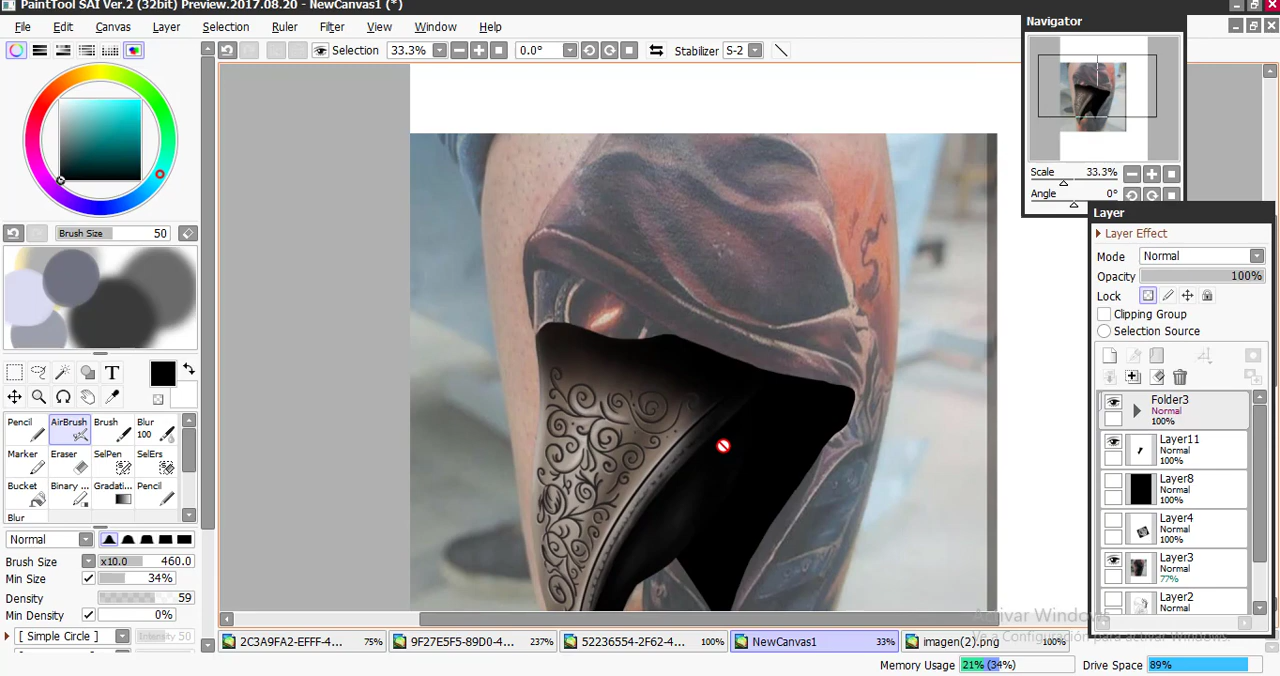 PaintTool SAI Ver.2 (32bit) Preview.2017.08.20 - NewCanvas1 (*)
File Edit Canvas Layer Selection Ruler Filter View Window Help
Selection 33.3% 0.0° Stabilizer S-2
Navigator
Scale 33.3%
Angle 0°
Brush Size 50
Layer
Layer Effect
Mode Normal
Opacity 100%
Lock
Clipping Group
Selection Source
T
Pencil AirBrush Brush Blur
100
Marker Eraser SelPen SelErs
Bucket Binary ... Gradati... Pencil
Blur
Normal
Brush Size x10.0 460.0
Min Size 34%
Density 59
Min Density 0%
[ Simple Circle ] Intensity 50
Folder3
Normal
100%
Layer11
Normal
100%
Layer8
Normal
100%
Layer4
Normal
100%
Layer3
Normal
77%
Layer2
Normal
Activar Windows
Ve a Configuración para activar Windows.
2C3A9FA2-EFFF-4... 75%
9F27E5F5-89D0-4... 237%
52236554-2F62-4... 100%
NewCanvas1 33%
imagen(2).png 100%
Memory Usage 21% (34%) Drive Space 89%